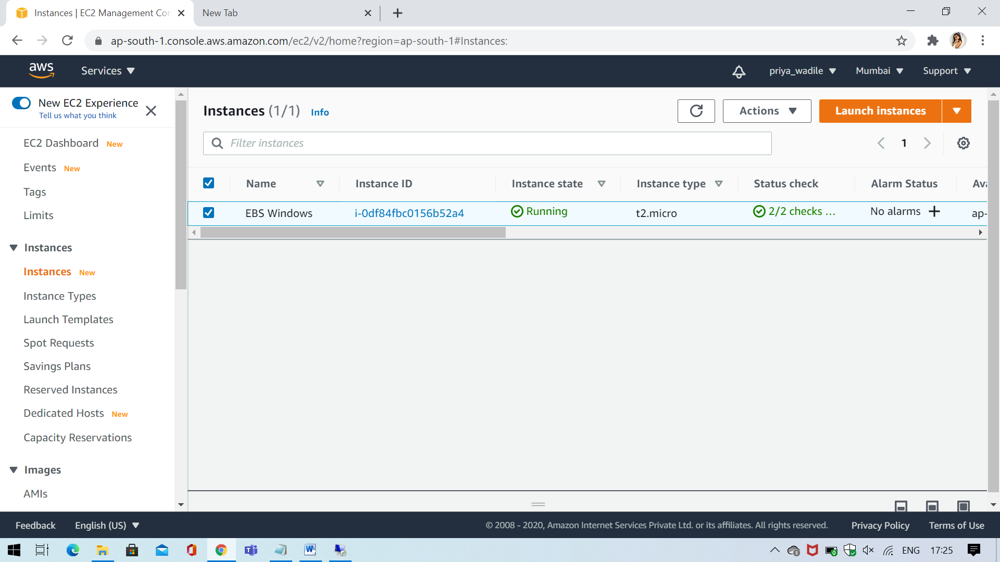 Instances | EC2 Management Cor
New Tab
ap-south-1.console.aws.amazon.com/ec2/v2/home?region=ap-south-1#Instances:
aws
Services
priya_wadile
Mumbai
Support
New EC2 Experience
Tell us what you think
EC2 Dashboard New
Events New
Tags
Limits
Instances
Instances New
Instance Types
Launch Templates
Spot Requests
Savings Plans
Reserved Instances
Dedicated Hosts New
Capacity Reservations
Images
AMIs
Instances (1/1) Info
Actions
Launch instances
Filter instances
1
Name Instance ID Instance state Instance type Status check Alarm Status Ava
EBS Windows i-0df84fbc0156b52a4 Running t2.micro 2/2 checks ... No alarms + ap-
Feedback English (US) © 2008 - 2020, Amazon Internet Services Private Ltd. or its affiliates. All rights reserved. Privacy Policy Terms of Use
ENG 17:25